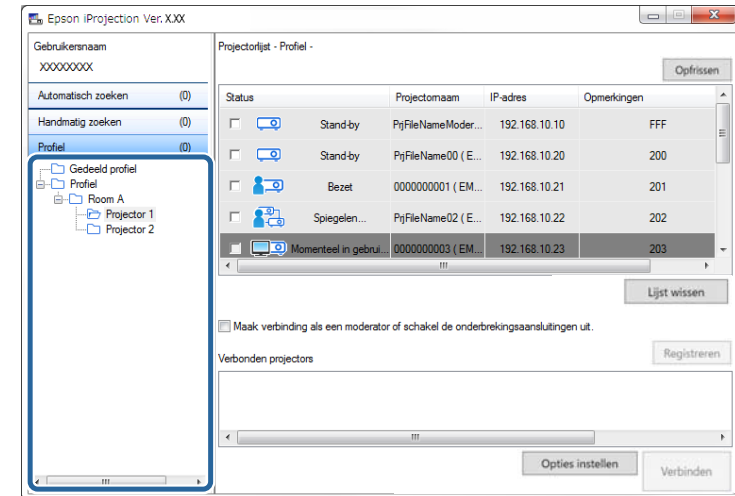 Epson iProjection Ver. X.XX
Gebruikersnaam
XXXXXXXX
Automatisch zoeken (0)
Handmatig zoeken (0)
Profiel (0)
Gedeeld profiel
Profiel
Room A
Projector 1
Projector 2
Projectorlijst - Profiel -
Opfrissen
Status Projectornaam IP-adres Opmerkingen
Stand-by PrjFileNameModer... 192.168.10.10 FFF
Stand-by PrjFileName00 ( E... 192.168.10.20 200
Bezet 0000000001 ( EM... 192.168.10.21 201
Spiegelen... PrjFileName02 ( E... 192.168.10.22 202
Momenteel in gebrui... 0000000003 ( EM... 192.168.10.23 203
Lijst wissen
Maak verbinding als een moderator of schakel de onderbrekingsaansluitingen uit.
Registreren
Verbonden projectors
Opties instellen
Verbinden